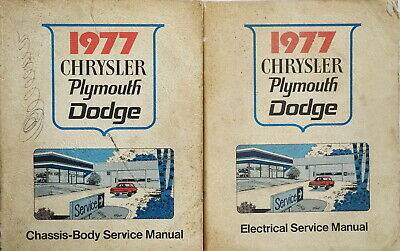 1977
CHRYSLER
Plymouth
Dodge
Service
Chassis-Body Service Manual
1977
CHRYSLER
Plymouth
Dodge
Service
Electrical Service Manual